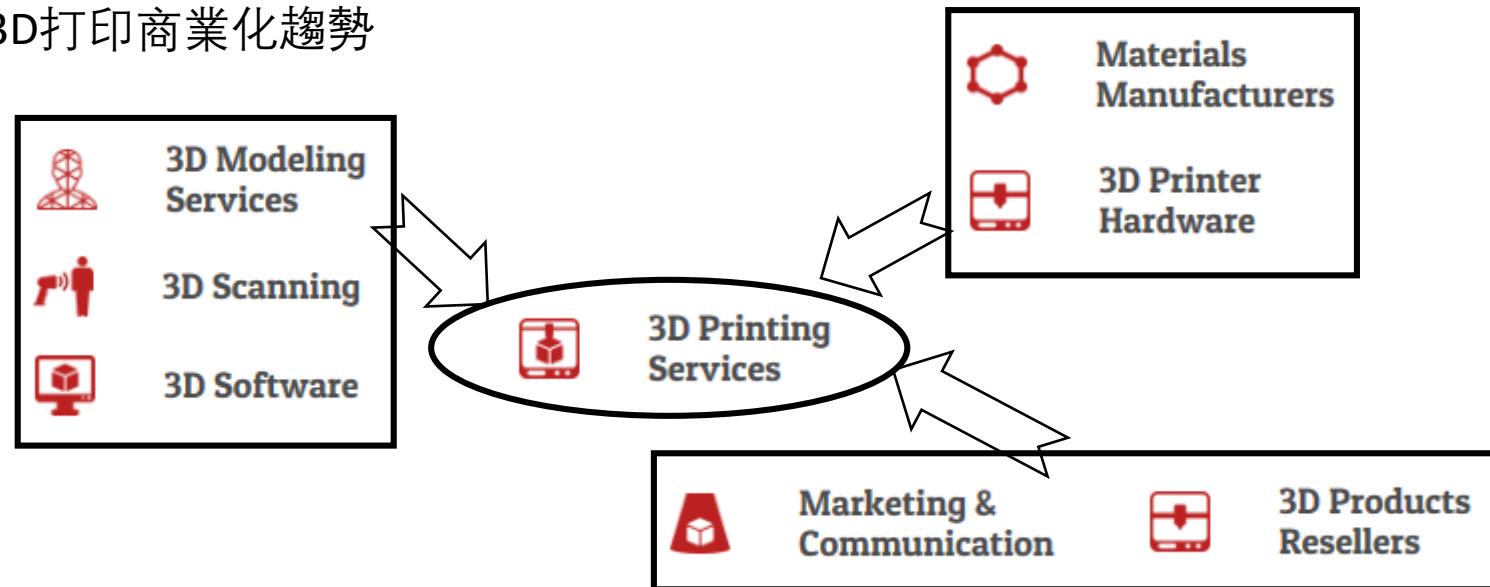 3D打印商業化趨勢
Materials
Manufacturers
3D Printer
Hardware
3D Modeling
Services
3D Scanning
3D Software
3D Printing
Services
Marketing &
Communication
3D Products
Resellers